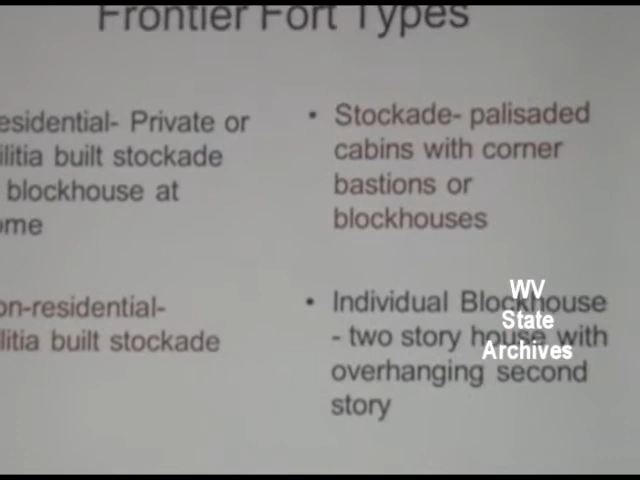 Frontier Fort Types
esidential- Private or
ilitia built stockade
blockhouse at
ome
on-residential-
litia built stockade
• Stockade- palisaded
cabins with corner
bastions or
blockhouses
• Individual Blockhouse
- two story house with
overhanging second
story
WV
State
Archives